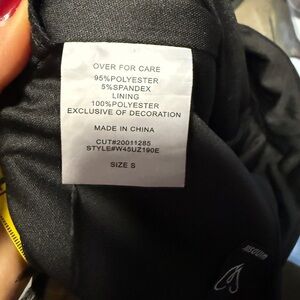 OVER FOR CARE
95%POLYESTER
5%SPANDEX
LINING
100%POLYESTER
EXCLUSIVE OF DECORATION
MADE IN CHINA
CUT#20011285
STYLE#W45UZ190E
SIZE S